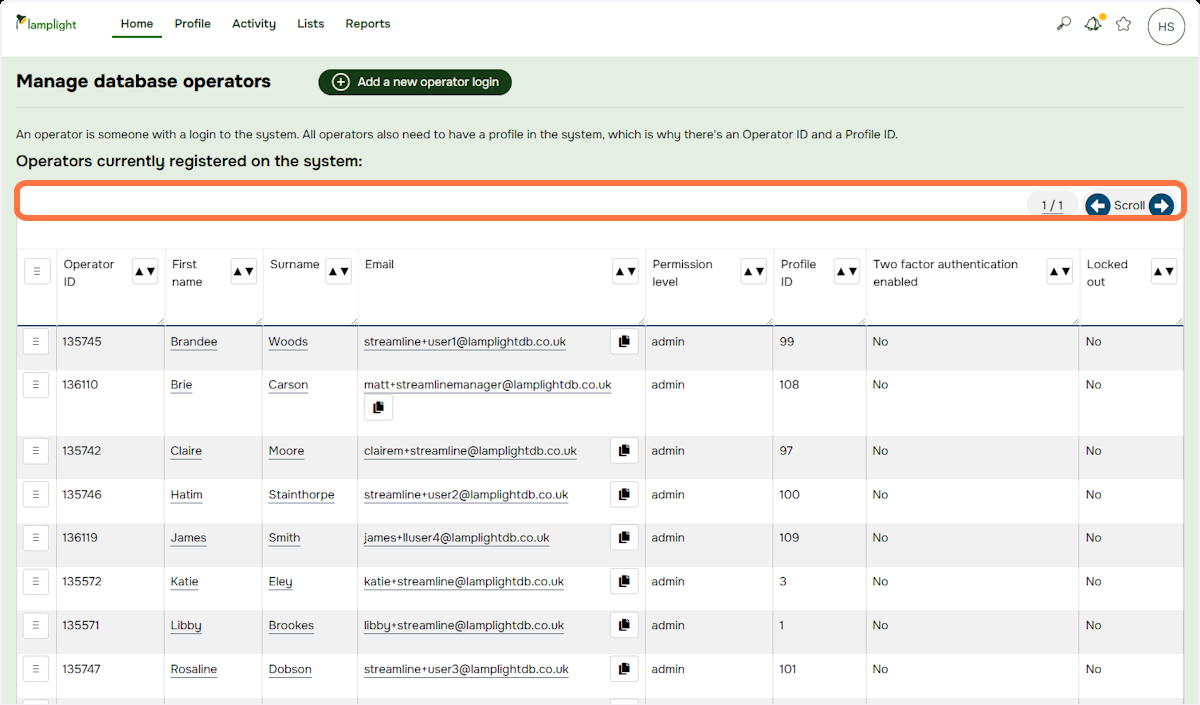 lamplight
Home Profile Activity Lists Reports
HS
Manage database operators
Add a new operator login
An operator is someone with a login to the system. All operators also need to have a profile in the system, which is why there's an Operator ID and a Profile ID.
Operators currently registered on the system:
1 / 1 Scroll
Operator ID First name Surname Email Permission level Profile ID Two factor authentication enabled Locked out
135745 Brandee Woods streamline+user1@lamplightdb.co.uk admin 99 No No
136110 Brie Carson matt+streamlinemanager@lamplightdb.co.uk admin 108 No No
135742 Claire Moore clairem+streamline@lamplightdb.co.uk admin 97 No No
135746 Hatim Stainthorpe streamline+user2@lamplightdb.co.uk admin 100 No No
136119 James Smith james+lluser4@lamplightdb.co.uk admin 109 No No
135572 Katie Eley katie+streamline@lamplightdb.co.uk admin 3 No No
135571 Libby Brookes libby+streamline@lamplightdb.co.uk admin 1 No No
135747 Rosaline Dobson streamline+user3@lamplightdb.co.uk admin 101 No No